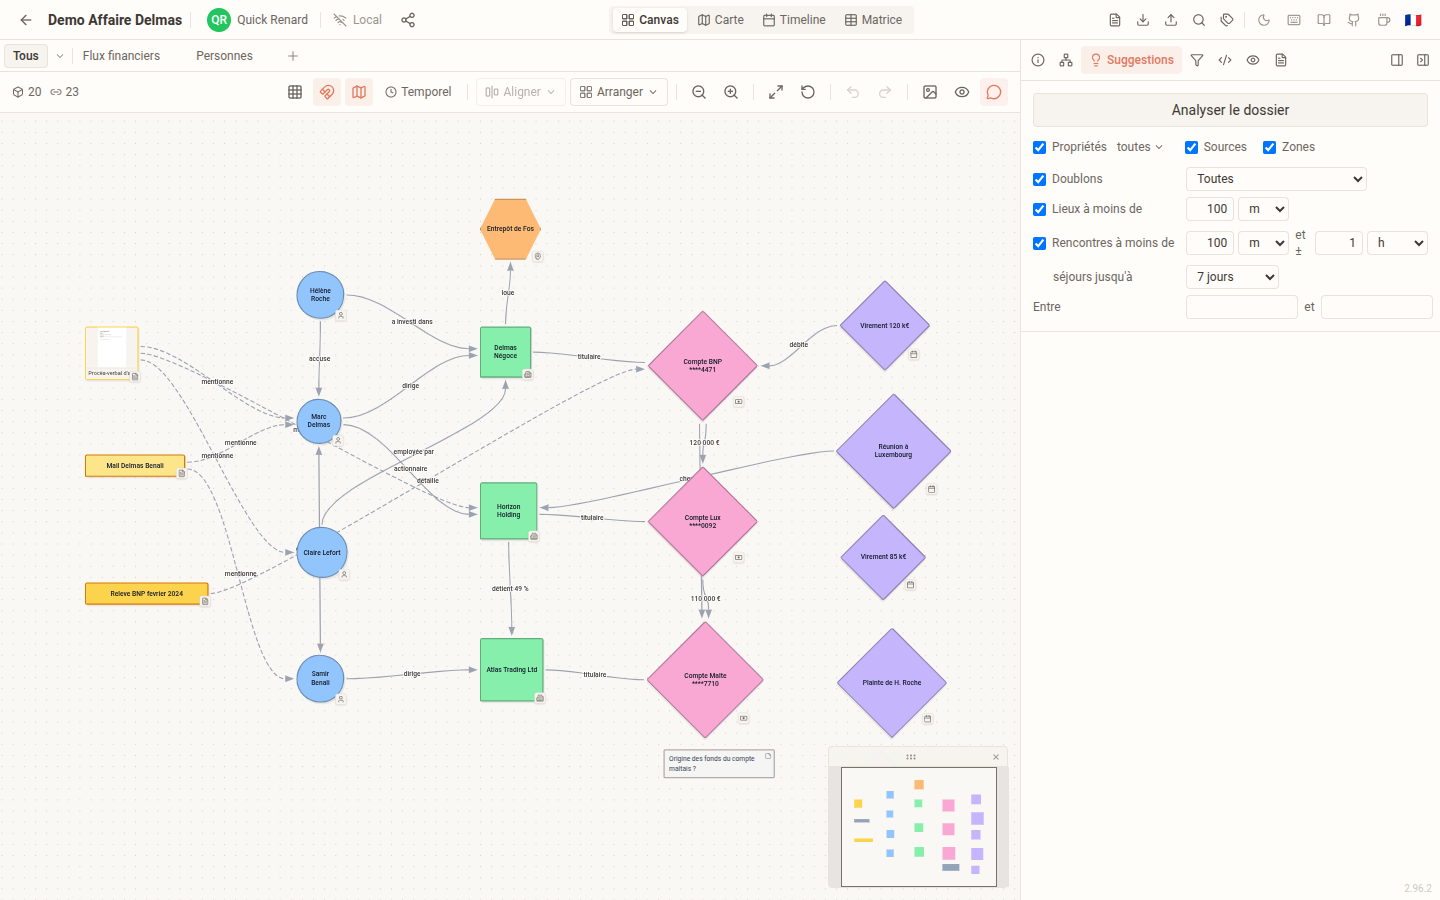 Demo Affaire Delmas
QR Quick Renard
Local
Canvas
Carte
Timeline
Matrice
Tous
Flux financiers
Personnes
20
23
Temporel
Aligner
Arranger
Suggestions
Analyser le dossier
Propriétés toutes
Sources
Zones
Doublons
Toutes
Lieux à moins de
100
m
Rencontres à moins de
100
m
et
±
1
h
séjours jusqu'à
7 jours
Entre
et
Entrepôt de Fos
loue
Hélène
Roche
a investi dans
accuse
Delmas
Négoce
titulaire
Compte BNP
****4471
débite
Virement 120 k€
mentionne
dirige
Marc
Delmas
mentionne
mentionne
Mail Delmas Benali
employée par
actionnaire
détaille
120 000 €
Réunion à
Luxembourg
Horizon
Holding
titulaire
Compte Lux
****0092
Claire Lefort
Virement 85 k€
mentionne
Releve BNP fevrier 2024
détient 49 %
110 000 €
Samir
Benali
dirige
Atlas Trading Ltd
titulaire
Compte Malte
****7710
Plainte de H. Roche
Origine des fonds du compte
maltais ?
2.96.2